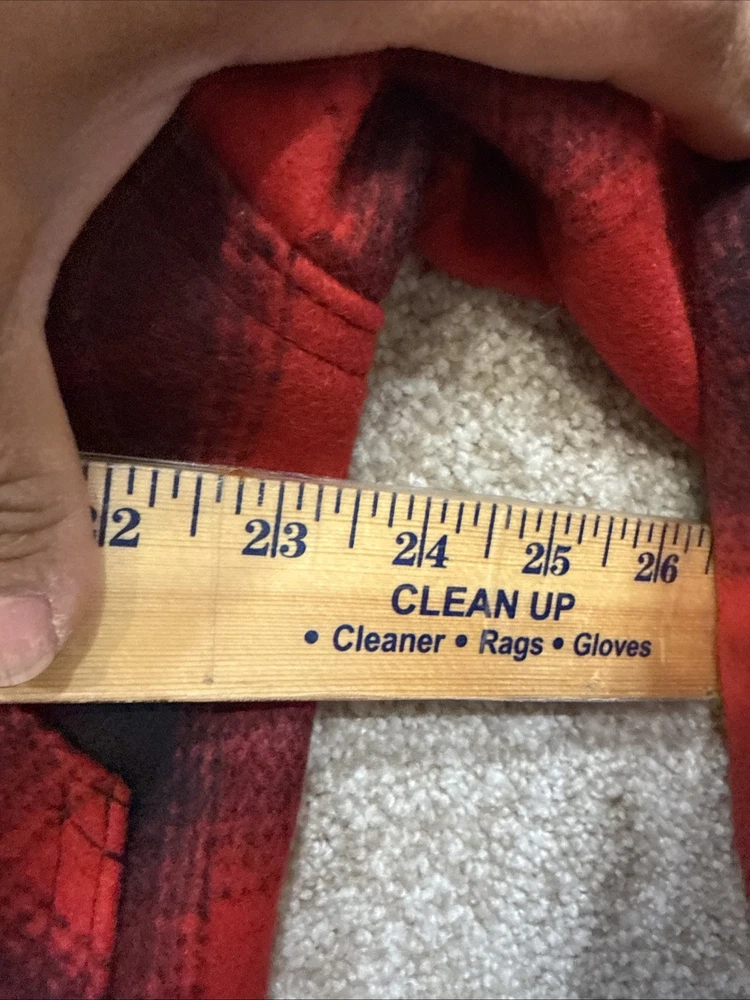 22 23 24 25 26
CLEAN UP
• Cleaner • Rags • Gloves